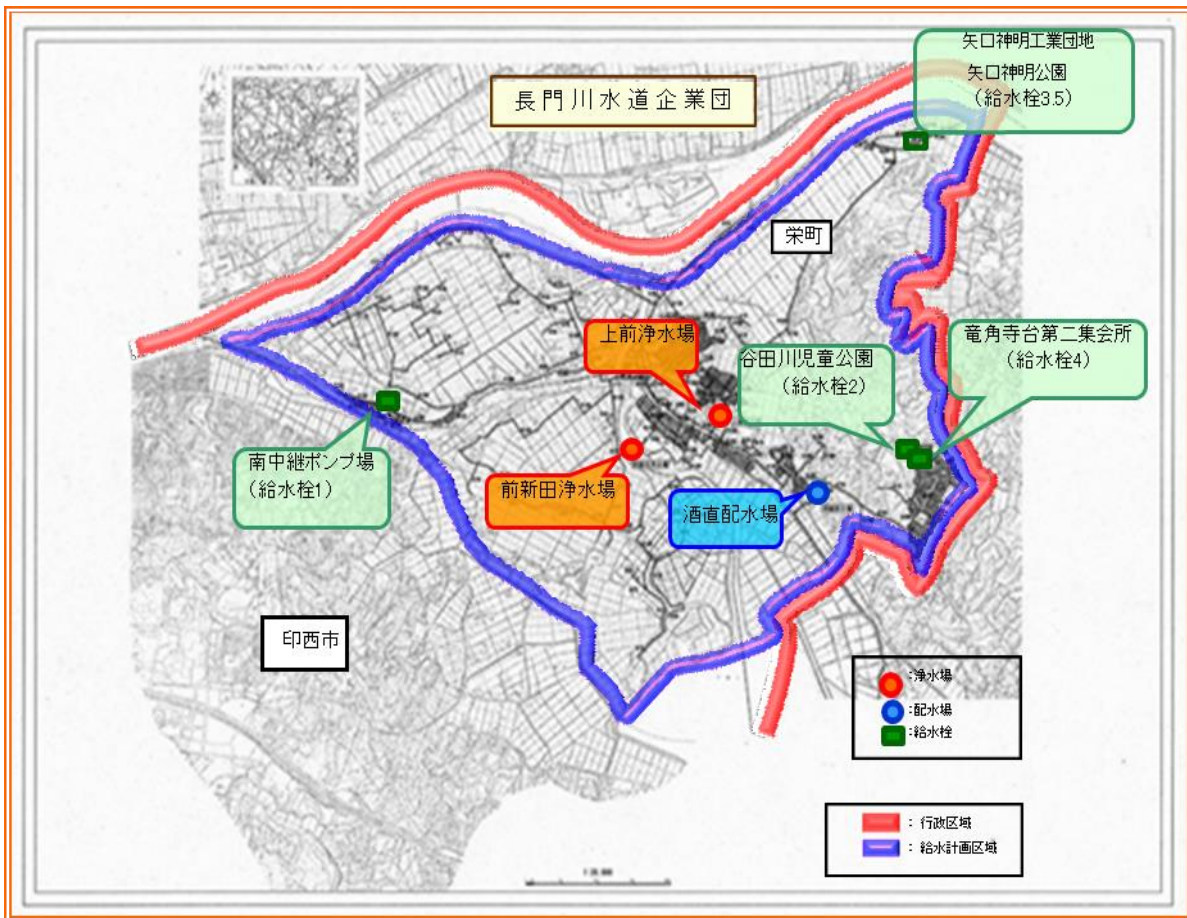 矢口神明工業団地
矢口神明公園
（給水栓3.5）
長門川水道企業団
栄町
上前浄水場
谷田川児童公園
（給水栓2）
竜角寺台第二集会所
（給水栓4）
南中継ポンプ場
（給水栓1）
前新田浄水場
酒直配水場
印西市
:浄水場
:配水場
:給水栓
: 行政区域
: 給水計画区域